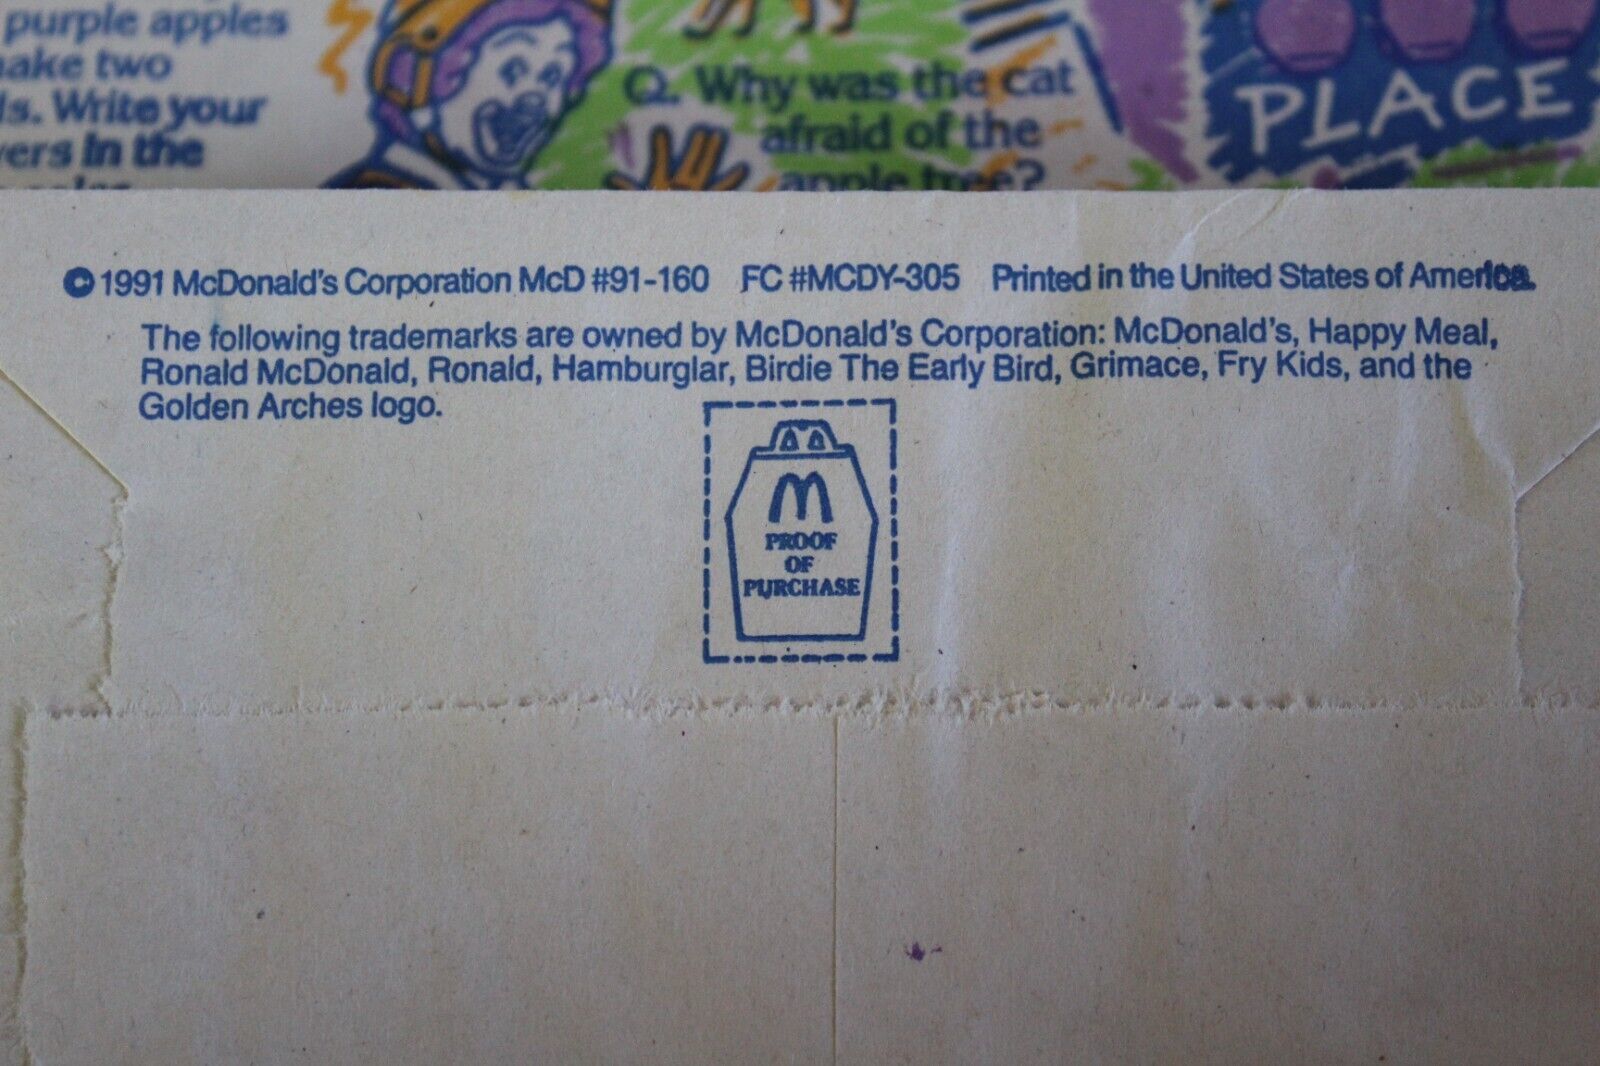 purple apples
make two
Write your
in the
Q. Why was the cat
afraid of the
apple tree?
PLACE
© 1991 McDonald's Corporation McD #91-160 FC #MCDY-305 Printed in the United States of America.
The following trademarks are owned by McDonald's Corporation: McDonald's, Happy Meal,
Ronald McDonald, Ronald, Hamburglar, Birdie The Early Bird, Grimace, Fry Kids, and the
Golden Arches logo.
M
PROOF
OF
PURCHASE